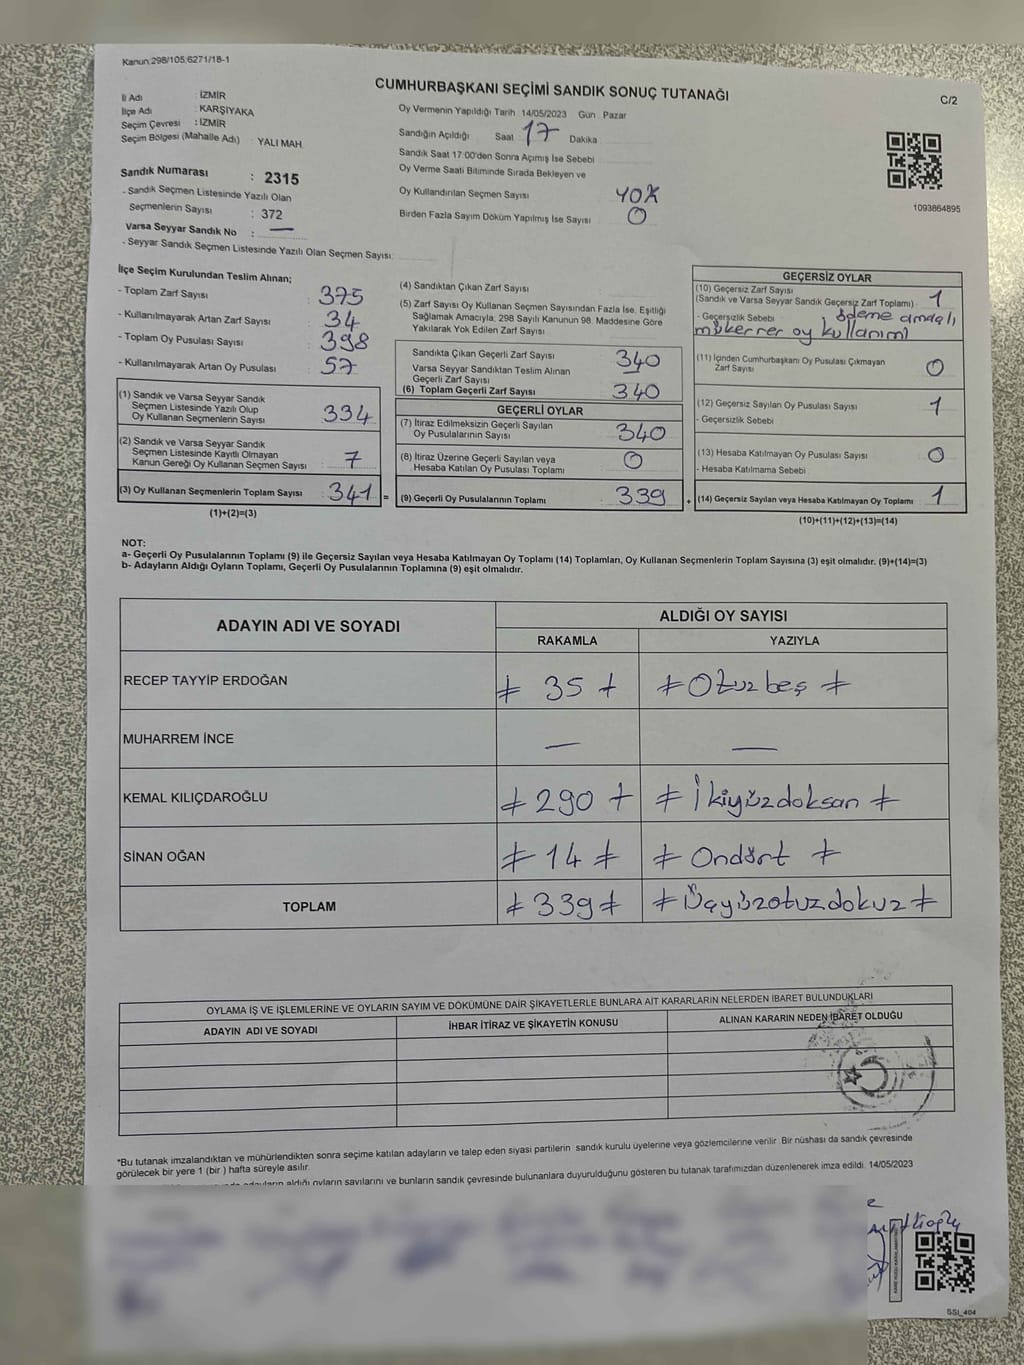 Kanun:298/105,6271/18-1
CUMHURBAŞKANI SEÇİMİ SANDIK SONUÇ TUTANAĞI
C/2
İl Adı : İZMİR
İlçe Adı : KARŞIYAKA
Seçim Çevresi : İZMİR
Seçim Bölgesi (Mahalle Adı) YALI MAH.
Oy Vermenin Yapıldığı Tarih 14/05/2023 Gün Pazar
Sandığın Açıldığı Saat 17 Dakika
Sandık Saat 17:00'den Sonra Açımış İse Sebebi
Oy Verme Saati Bitiminde Sırada Bekleyen ve
Oy Kullandırılan Seçmen Sayısı
Birden Fazla Sayım Döküm Yapılmış İse Sayısı 0
1093864895
Sandık Numarası : 2315
- Sandık Seçmen Listesinde Yazılı Olan
Seçmenlerin Sayısı : 372
Varsa Seyyar Sandık No : —
- Seyyar Sandık Seçmen Listesinde Yazılı Olan Seçmen Sayısı:
İlçe Seçim Kurulundan Teslim Alınan;
- Toplam Zarf Sayısı : 375
- Kullanılmayarak Artan Zarf Sayısı : 34
- Toplam Oy Pusulası Sayısı : 398
- Kullanılmayarak Artan Oy Pusulası : 57
(1) Sandık ve Varsa Seyyar Sandık
Seçmen Listesinde Yazılı Olup
Oy Kullanan Seçmenlerin Sayısı : 334
(2) Sandık ve Varsa Seyyar Sandık
Seçmen Listesinde Kayıtlı Olmayan
Kanun Gereği Oy Kullanan Seçmen Sayısı : 7
(3) Oy Kullanan Seçmenlerin Toplam Sayısı : 341 =
(1)+(2)=(3)
(4) Sandıktan Çıkan Zarf Sayısı
(5) Zarf Sayısı Oy Kullanan Seçmen Sayısından Fazla İse, Eşitliği
Sağlamak Amacıyla, 298 Sayılı Kanunun 98. Maddesine Göre
Yakılarak Yok Edilen Zarf Sayısı
Sandıkta Çıkan Geçerli Zarf Sayısı 340
Varsa Seyyar Sandıktan Teslim Alınan
Geçerli Zarf Sayısı
(6) Toplam Geçerli Zarf Sayısı 340
GEÇERLİ OYLAR
(7) İtiraz Edilmeksizin Geçerli Sayılan
Oy Pusulalarının Sayısı 340
(8) İtiraz Üzerine Geçerli Sayılan veya
Hesaba Katılan Oy Pusulası Toplamı 0
(9) Geçerli Oy Pusulalarının Toplamı 339 +
GEÇERSİZ OYLAR
(10) Geçersiz Zarf Sayısı
(Sandık ve Varsa Seyyar Sandık Geçersiz Zarf Toplamı) : 1
- Geçersizlik Sebebi : amaçlı
mükerrer oy kullanımı
(11) İçinden Cumhurbaşkanı Oy Pusulası Çıkmayan
Zarf Sayısı 0
(12) Geçersiz Sayılan Oy Pusulası Sayısı 1
- Geçersizlik Sebebi
(13) Hesaba Katılmayan Oy Pusulası Sayısı : 0
- Hesaba Katılmama Sebebi
(14) Geçersiz Sayılan veya Hesaba Katılmayan Oy Toplamı 1
(10)+(11)+(12)+(13)=(14)
NOT:
a- Geçerli Oy Pusulalarının Toplamı (9) ile Geçersiz Sayılan veya Hesaba Katılmayan Oy Toplamı (14) Toplamları, Oy Kullanan Seçmenlerin Toplam Sayısına (3) eşit olmalıdır. (9)+(14)=(3)
b- Adayların Aldığı Oyların Toplamı, Geçerli Oy Pusulalarının Toplamına (9) eşit olmalıdır.
ADAYIN ADI VE SOYADI
ALDIĞI OY SAYISI
RAKAMLA YAZIYLA
RECEP TAYYİP ERDOĞAN ≠ 35 ≠ ≠ Otuzbeş ≠
MUHARREM İNCE — —
KEMAL KILIÇDAROĞLU ≠ 290 ≠ ≠ İkiyüzdoksan ≠
SİNAN OĞAN ≠ 14 ≠ ≠ Ondört ≠
TOPLAM ≠ 339 ≠ ≠ Üçyüzotuzdokuz ≠
OYLAMA İŞ VE İŞLEMLERİNE VE OYLARIN SAYIM VE DÖKÜMÜNE DAİR ŞİKAYETLERLE BUNLARA AİT KARARLARIN NELERDEN İBARET BULUNDUKLARI
ADAYIN ADI VE SOYADI İHBAR İTİRAZ VE ŞİKAYETİN KONUSU ALINAN KARARIN NEDEN İBARET OLDUĞU
*Bu tutanak imzalandıktan ve mühürlendikten sonra seçime katılan adayların ve talep eden siyasi partilerin sandık kurulu üyelerine veya gözlemcilerine verilir. Bir nüshası da sandık çevresinde
görülecek bir yere 1 (bir ) hafta süreyle asılır.
adayların aldığı oyların sayılarını ve bunların sandık çevresinde bulunanlara duyurulduğunu gösteren bu tutanak tarafımızdan düzenlenerek imza edildi. 14/05/2023
SSI_404